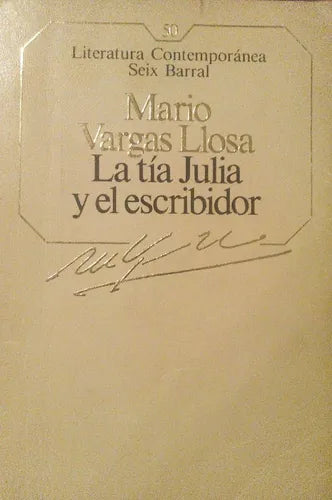 50
Literatura Contemporánea
Seix Barral
Mario
Vargas Llosa
La tía Julia
y el escribidor